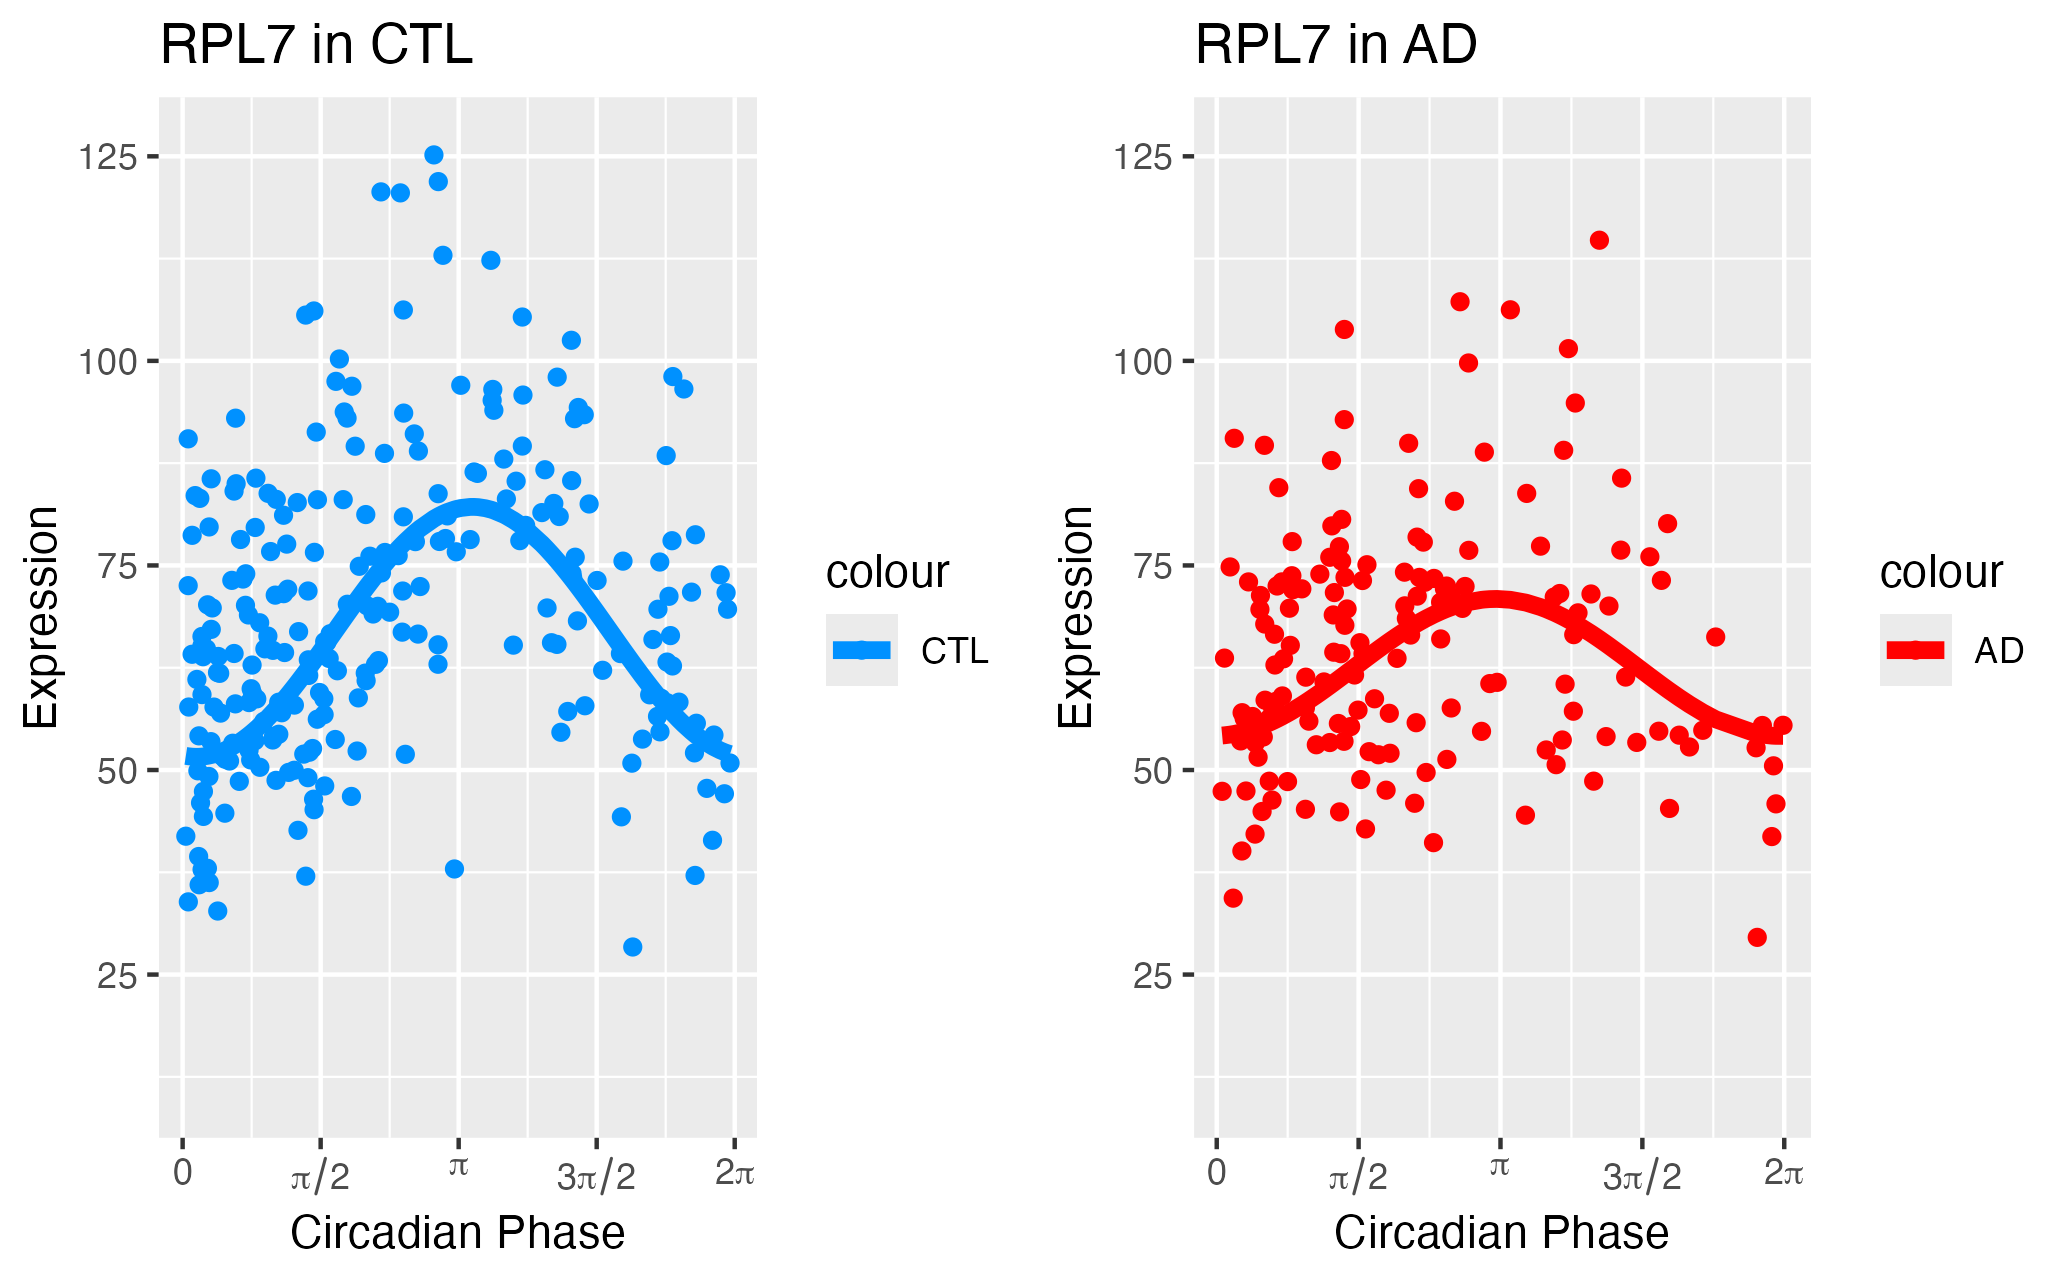 RPL7 in CTL
125
100
75
50
25
Expression
0 π/2 π 3π/2 2π
Circadian Phase
colour
CTL
RPL7 in AD
125
100
75
50
25
Expression
0 π/2 π 3π/2 2π
Circadian Phase
colour
AD